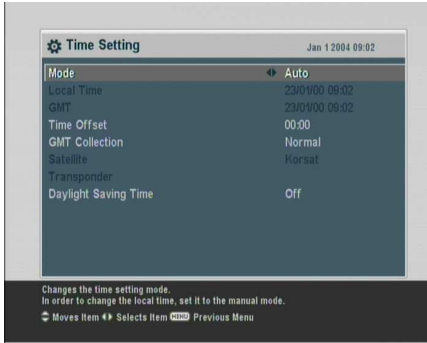 Time Setting Jan 1 2004 09:02
Mode Auto
Local Time 23/01/00 09:02
GMT 23/01/00 09:02
Time Offset 00:00
GMT Collection Normal
Satellite Korsat
Transponder
Daylight Saving Time Off
Changes the time setting mode.
In order to change the local time, set it to the manual mode.
Moves Item Selects Item MENU Previous Menu